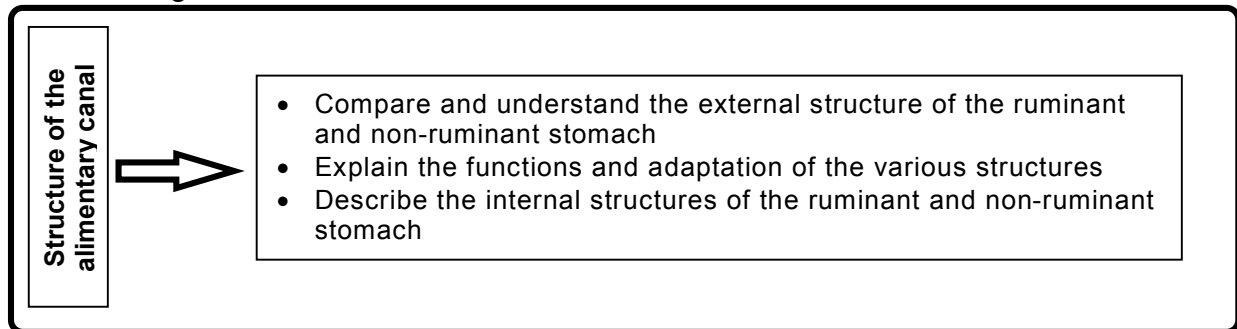 Structure of the
alimentary canal
• Compare and understand the external structure of the ruminant
and non-ruminant stomach
• Explain the functions and adaptation of the various structures
• Describe the internal structures of the ruminant and non-ruminant
stomach